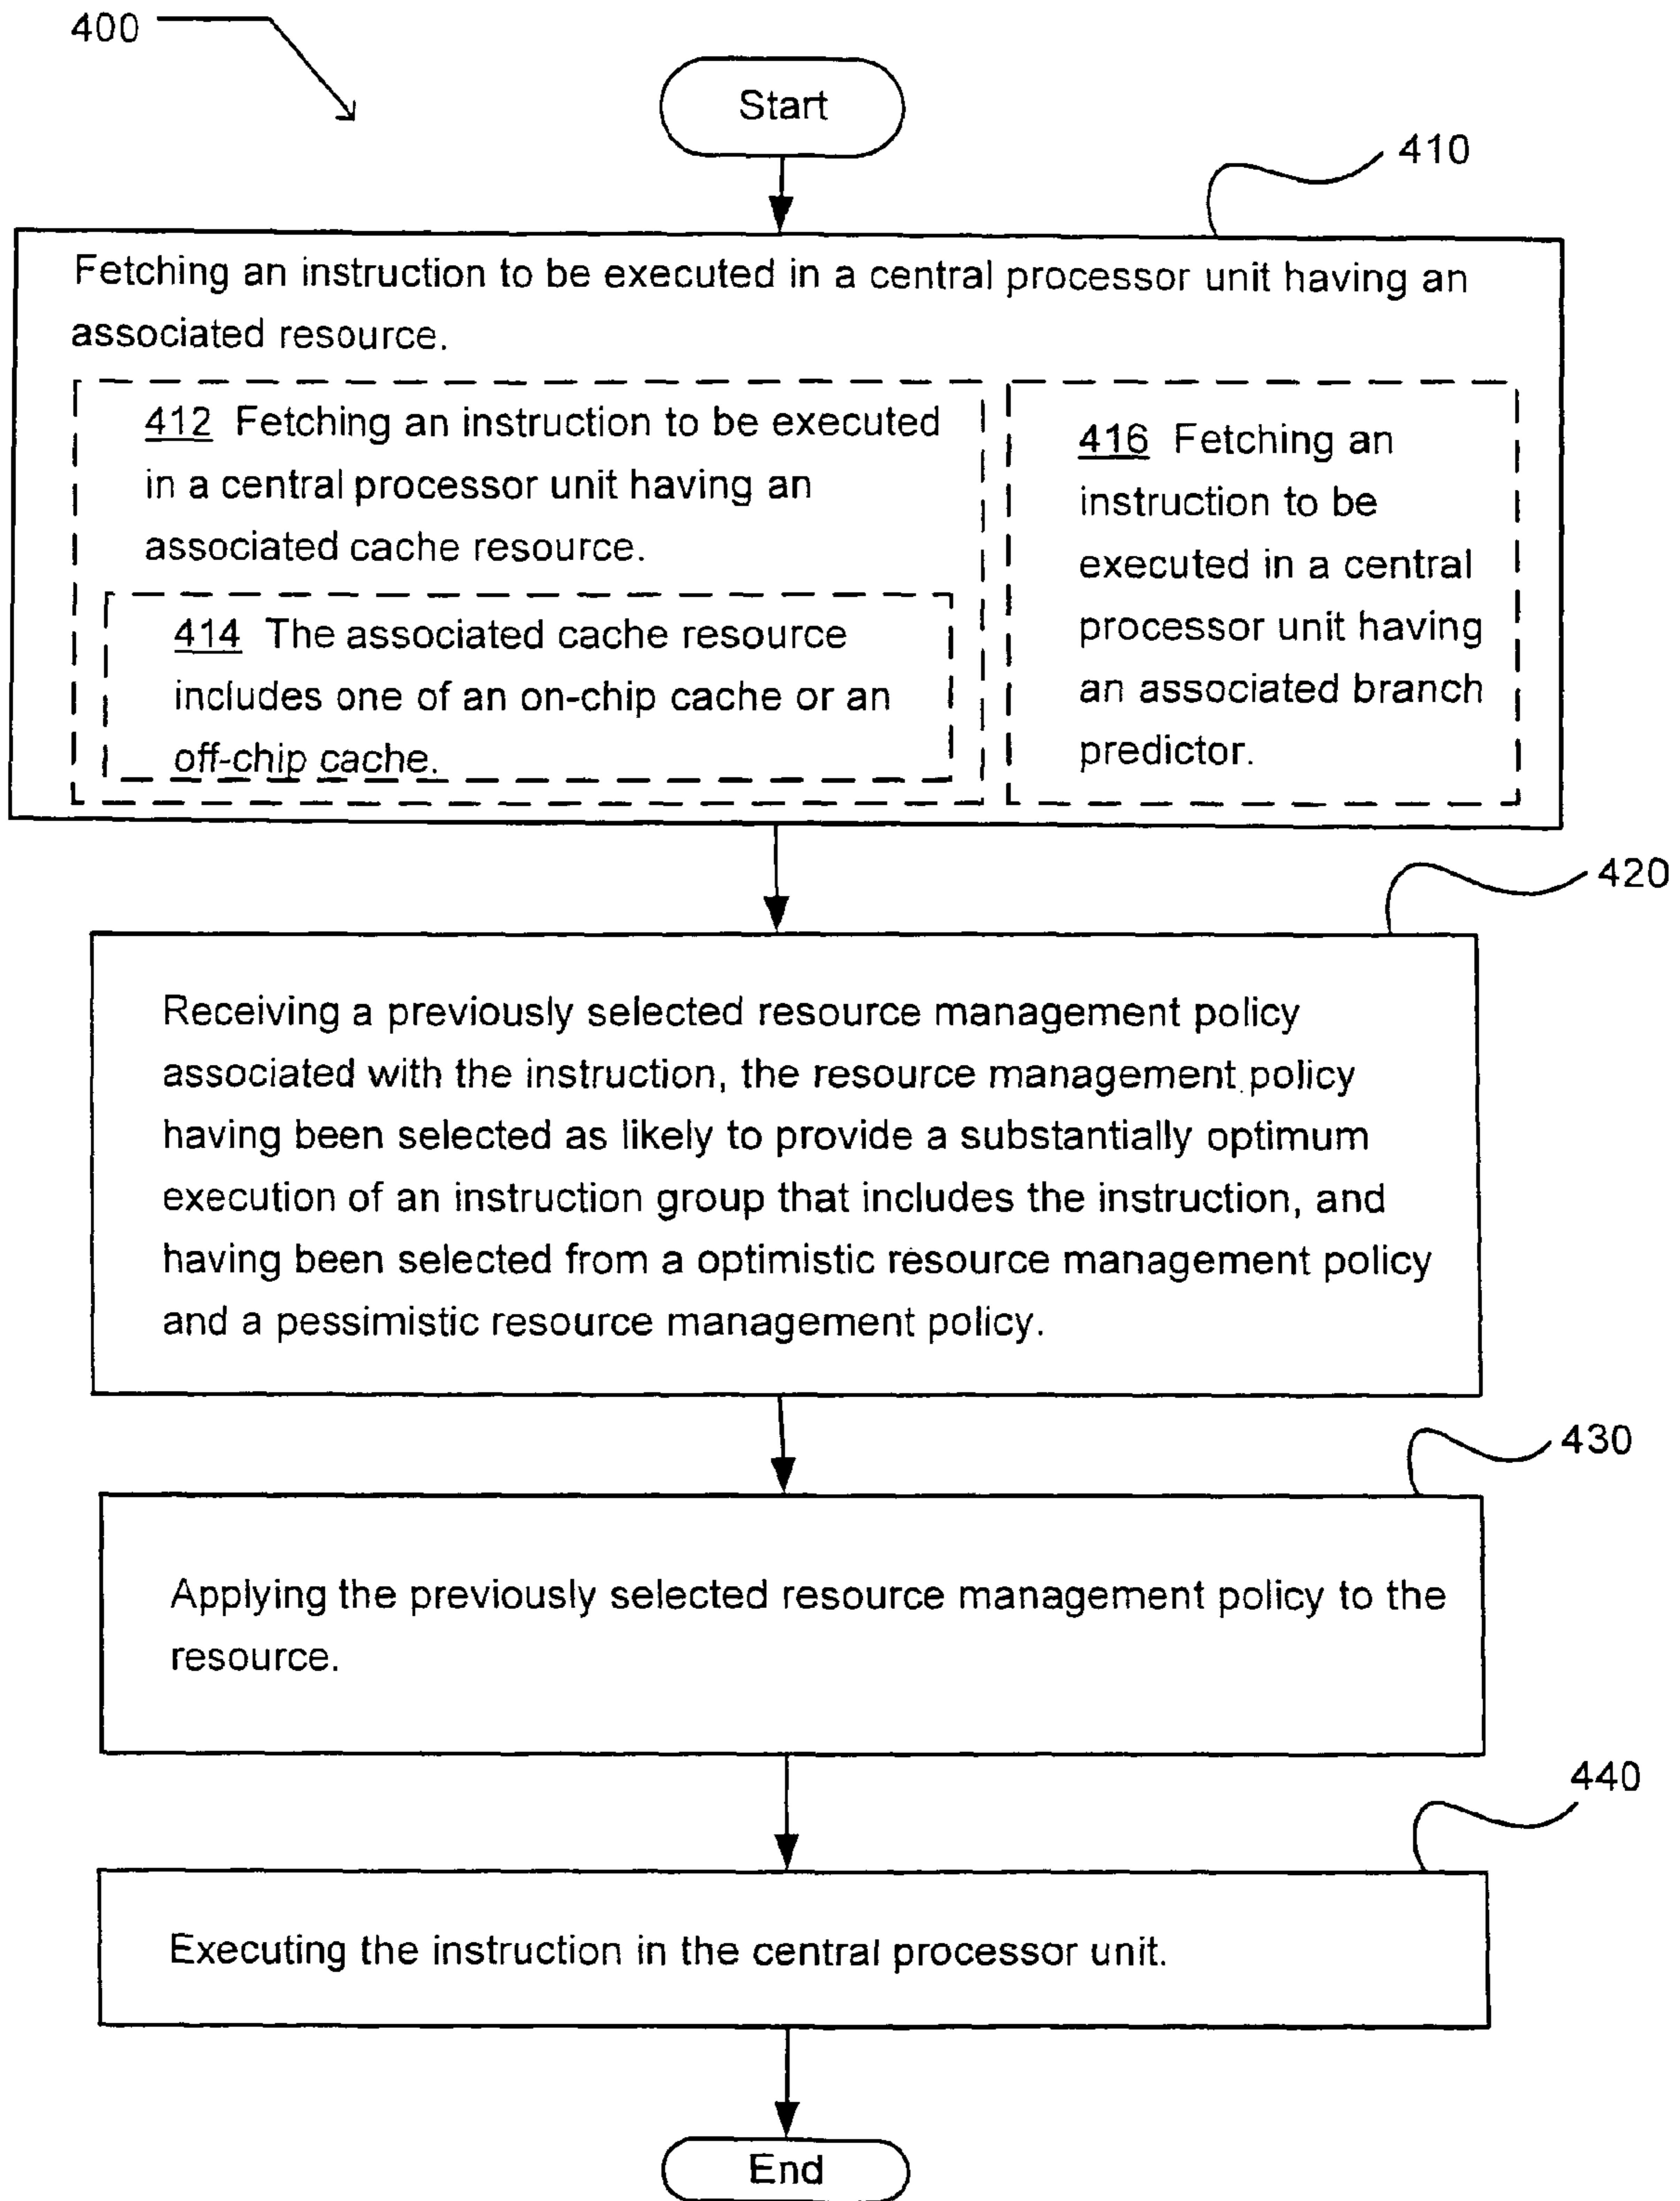 400
Start
410
Fetching an instruction to be executed in a central processor unit having an
associated resource.
412 Fetching an instruction to be executed
in a central processor unit having an
associated cache resource.
414 The associated cache resource
includes one of an on-chip cache or an
off-chip cache.
416 Fetching an
instruction to be
executed in a central
processor unit having
an associated branch
predictor.
420
Receiving a previously selected resource management policy
associated with the instruction, the resource management policy
having been selected as likely to provide a substantially optimum
execution of an instruction group that includes the instruction, and
having been selected from a optimistic resource management policy
and a pessimistic resource management policy.
430
Applying the previously selected resource management policy to the
resource.
440
Executing the instruction in the central processor unit.
End